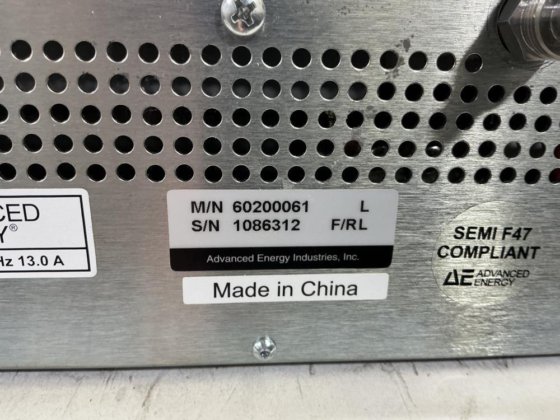 CED
Y®
Hz 13.0 A
M/N 60200061 L
S/N 1086312 F/RL
Advanced Energy Industries, Inc.
Made in China
SEMI F47
COMPLIANT
AE ADVANCED
ENERGY